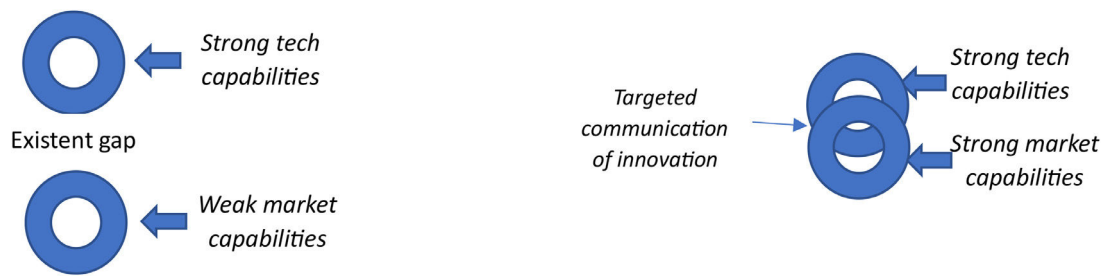 Strong tech
capabilities
Existent gap
Weak market
capabilities
Targeted
communication
of innovation
Strong tech
capabilities
Strong market
capabilities